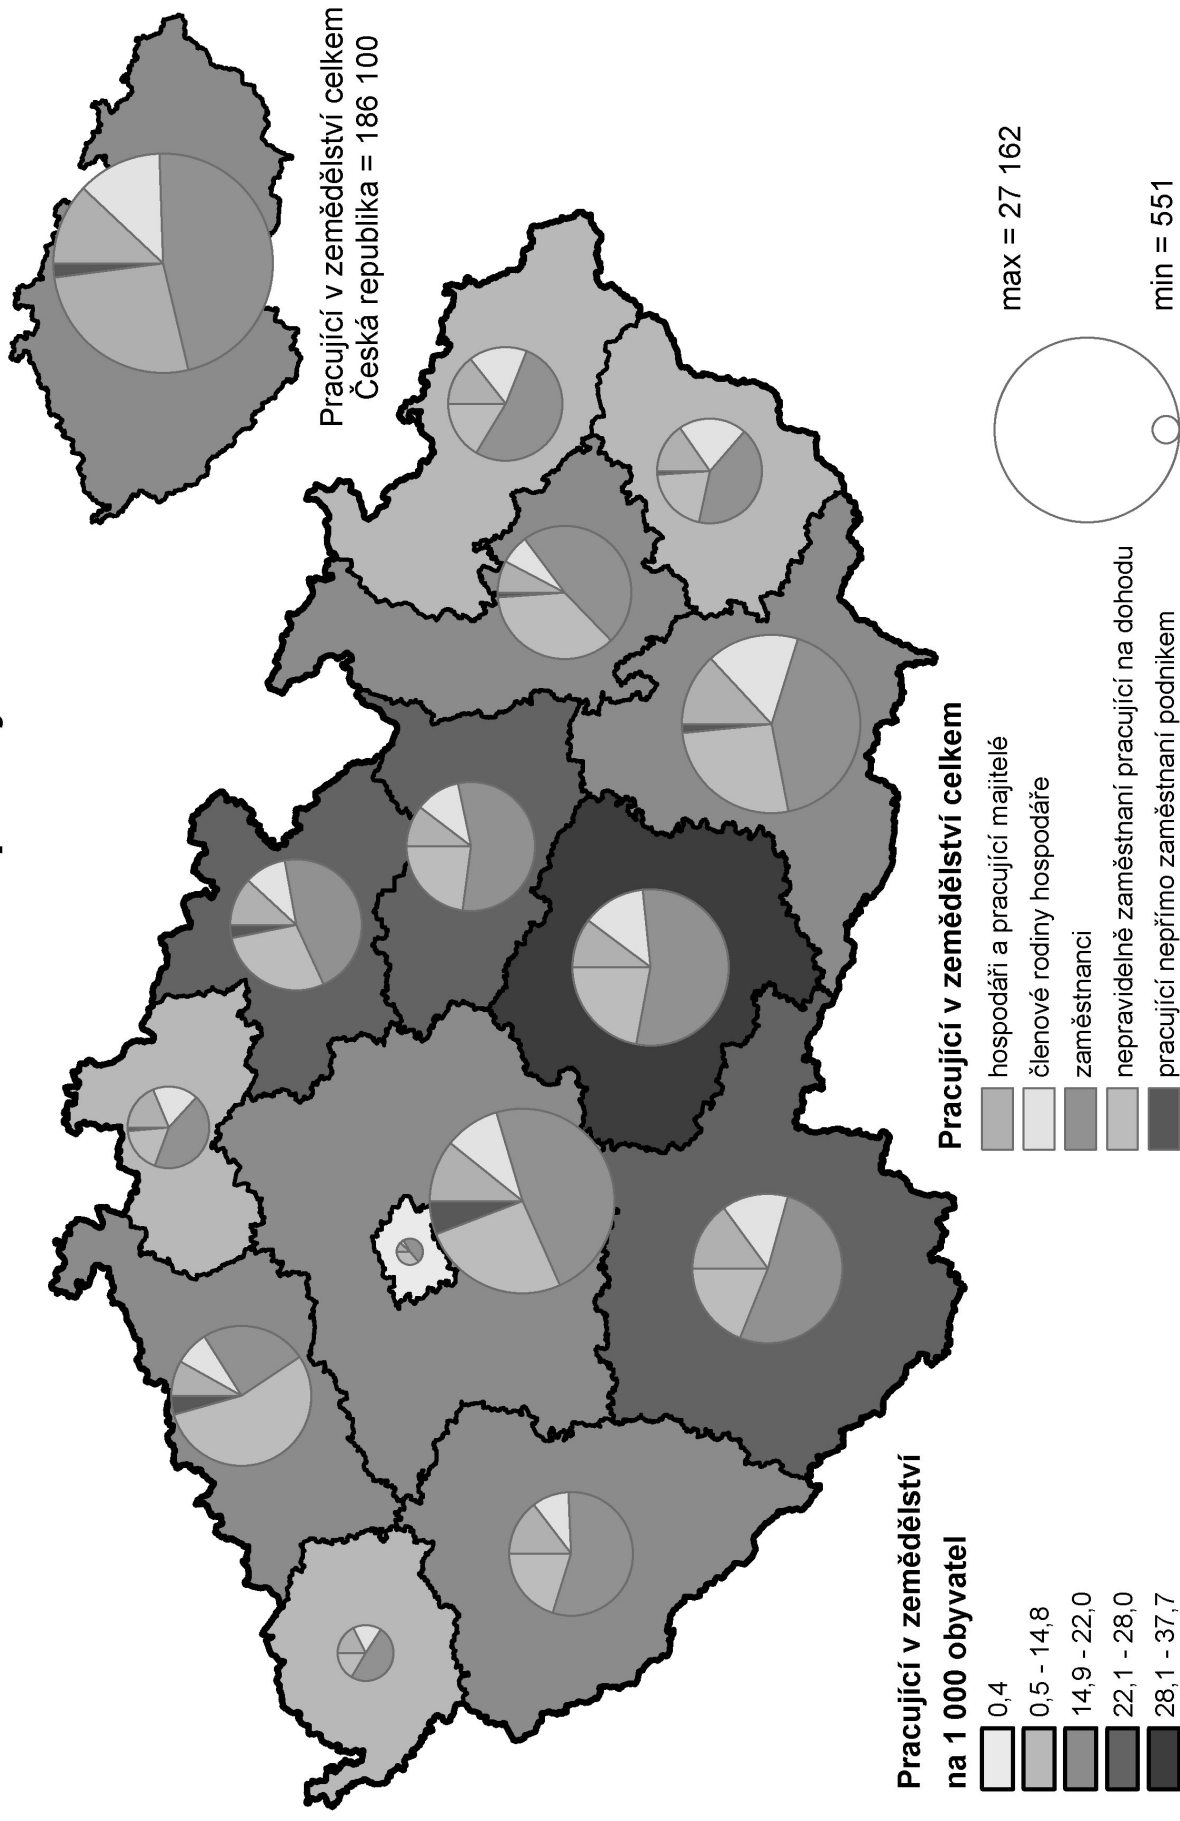 Pracující v zemědělství celkem
Česká republika = 186 100
Pracující v zemědělství
na 1 000 obyvatel
0,4
0,5 - 14,8
14,9 - 22,0
22,1 - 28,0
28,1 - 37,7
Pracující v zemědělství celkem
hospodáři a pracující majitelé
členové rodiny hospodáře
zaměstnanci
nepravidelně zaměstnaní pracující na dohodu
pracující nepřímo zaměstnaní podnikem
max = 27 162
min = 551